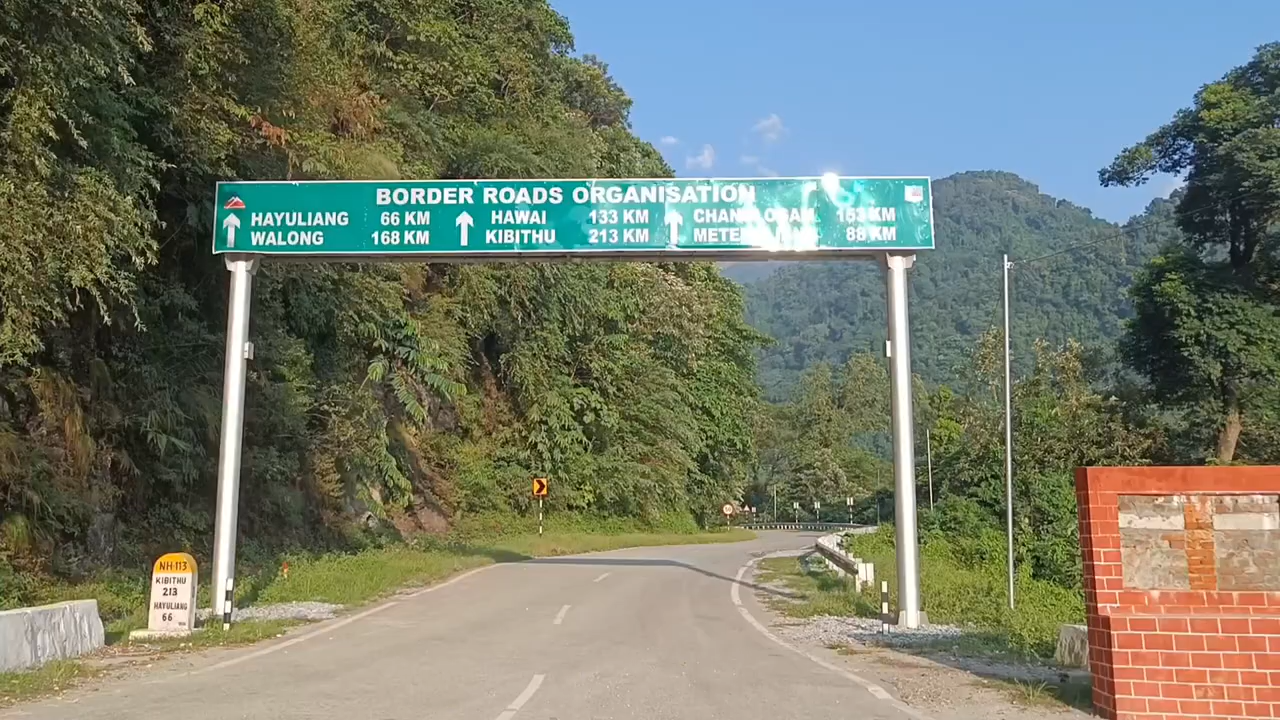 BORDER ROADS ORGANISATION
HAYULIANG 66 KM HAWAI 133 KM 153 KM
WALONG 168 KM KIBITHU 213 KM 88 KM
NH-113
KIBITHU
213
HAYULIANG
66